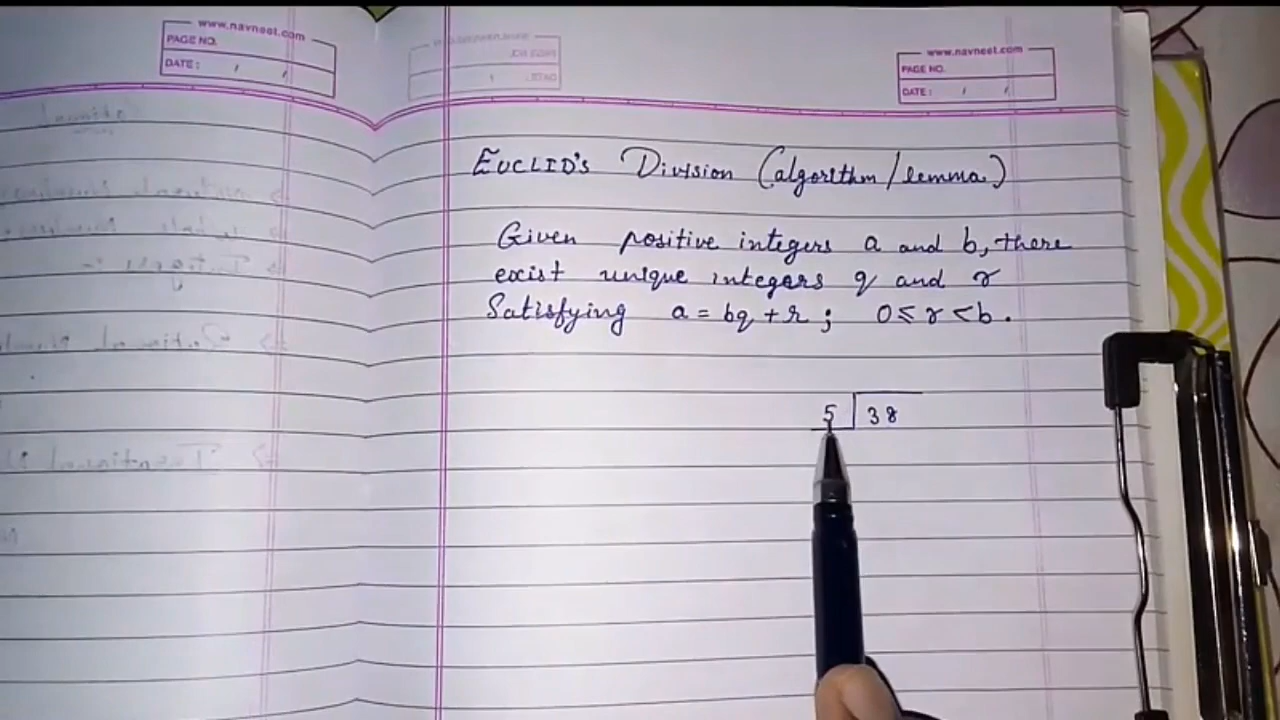 www.navneet.com
PAGE NO.
DATE: / /
www.navneet.com
PAGE NO.
DATE: / /
EUCLID's Division (algorithm/lemma)
Given positive integers a and b, there
exist unique integers q and r
Satisfying a = bq + r ; 0 ≤ r < b.
5 38